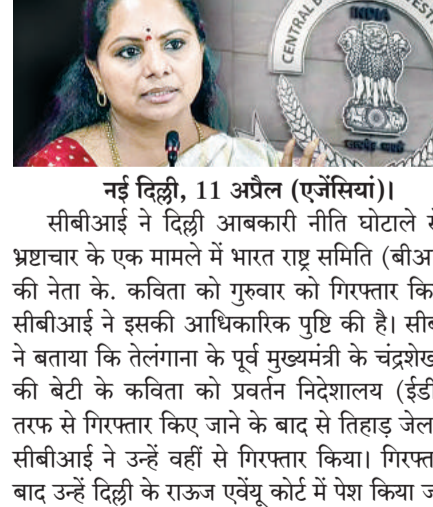 CENTRAL B
VEST
INDIA
नई दिल्ली, 11 अप्रैल (एजेंसियां)।
सीबीआई ने दिल्ली आबकारी नीति घोटाले
भ्रष्टाचार के एक मामले में भारत राष्ट्र समिति (बीआ
की नेता के. कविता को गुरुवार को गिरफ्तार कि
सीबीआई ने इसकी आधिकारिक पुष्टि की है। सीब
ने बताया कि तेलंगाना के पूर्व मुख्यमंत्री के चंद्रशेख
की बेटी के कविता को प्रवर्तन निदेशालय (ईडी
तरफ से गिरफ्तार किए जाने के बाद से तिहाड़ जेल
सीबीआई ने उन्हें वहीं से गिरफ्तार किया। गिरफ्त
बाद उन्हें दिल्ली के राऊज एवेंयू कोर्ट में पेश किया ज